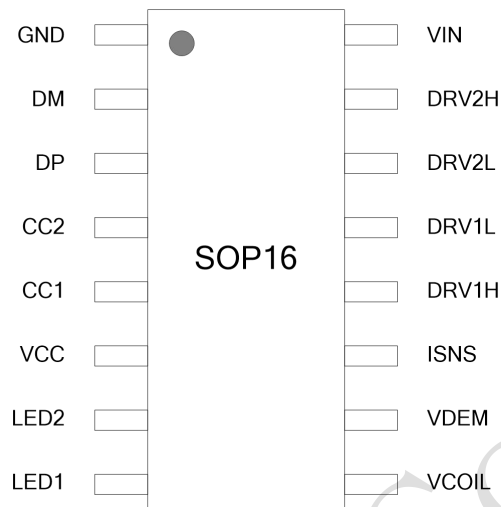 GND VIN
DM DRV2H
DP DRV2L
CC2 DRV1L
SOP16
CC1 DRV1H
VCC ISNS
LED2 VDEM
LED1 VCOIL